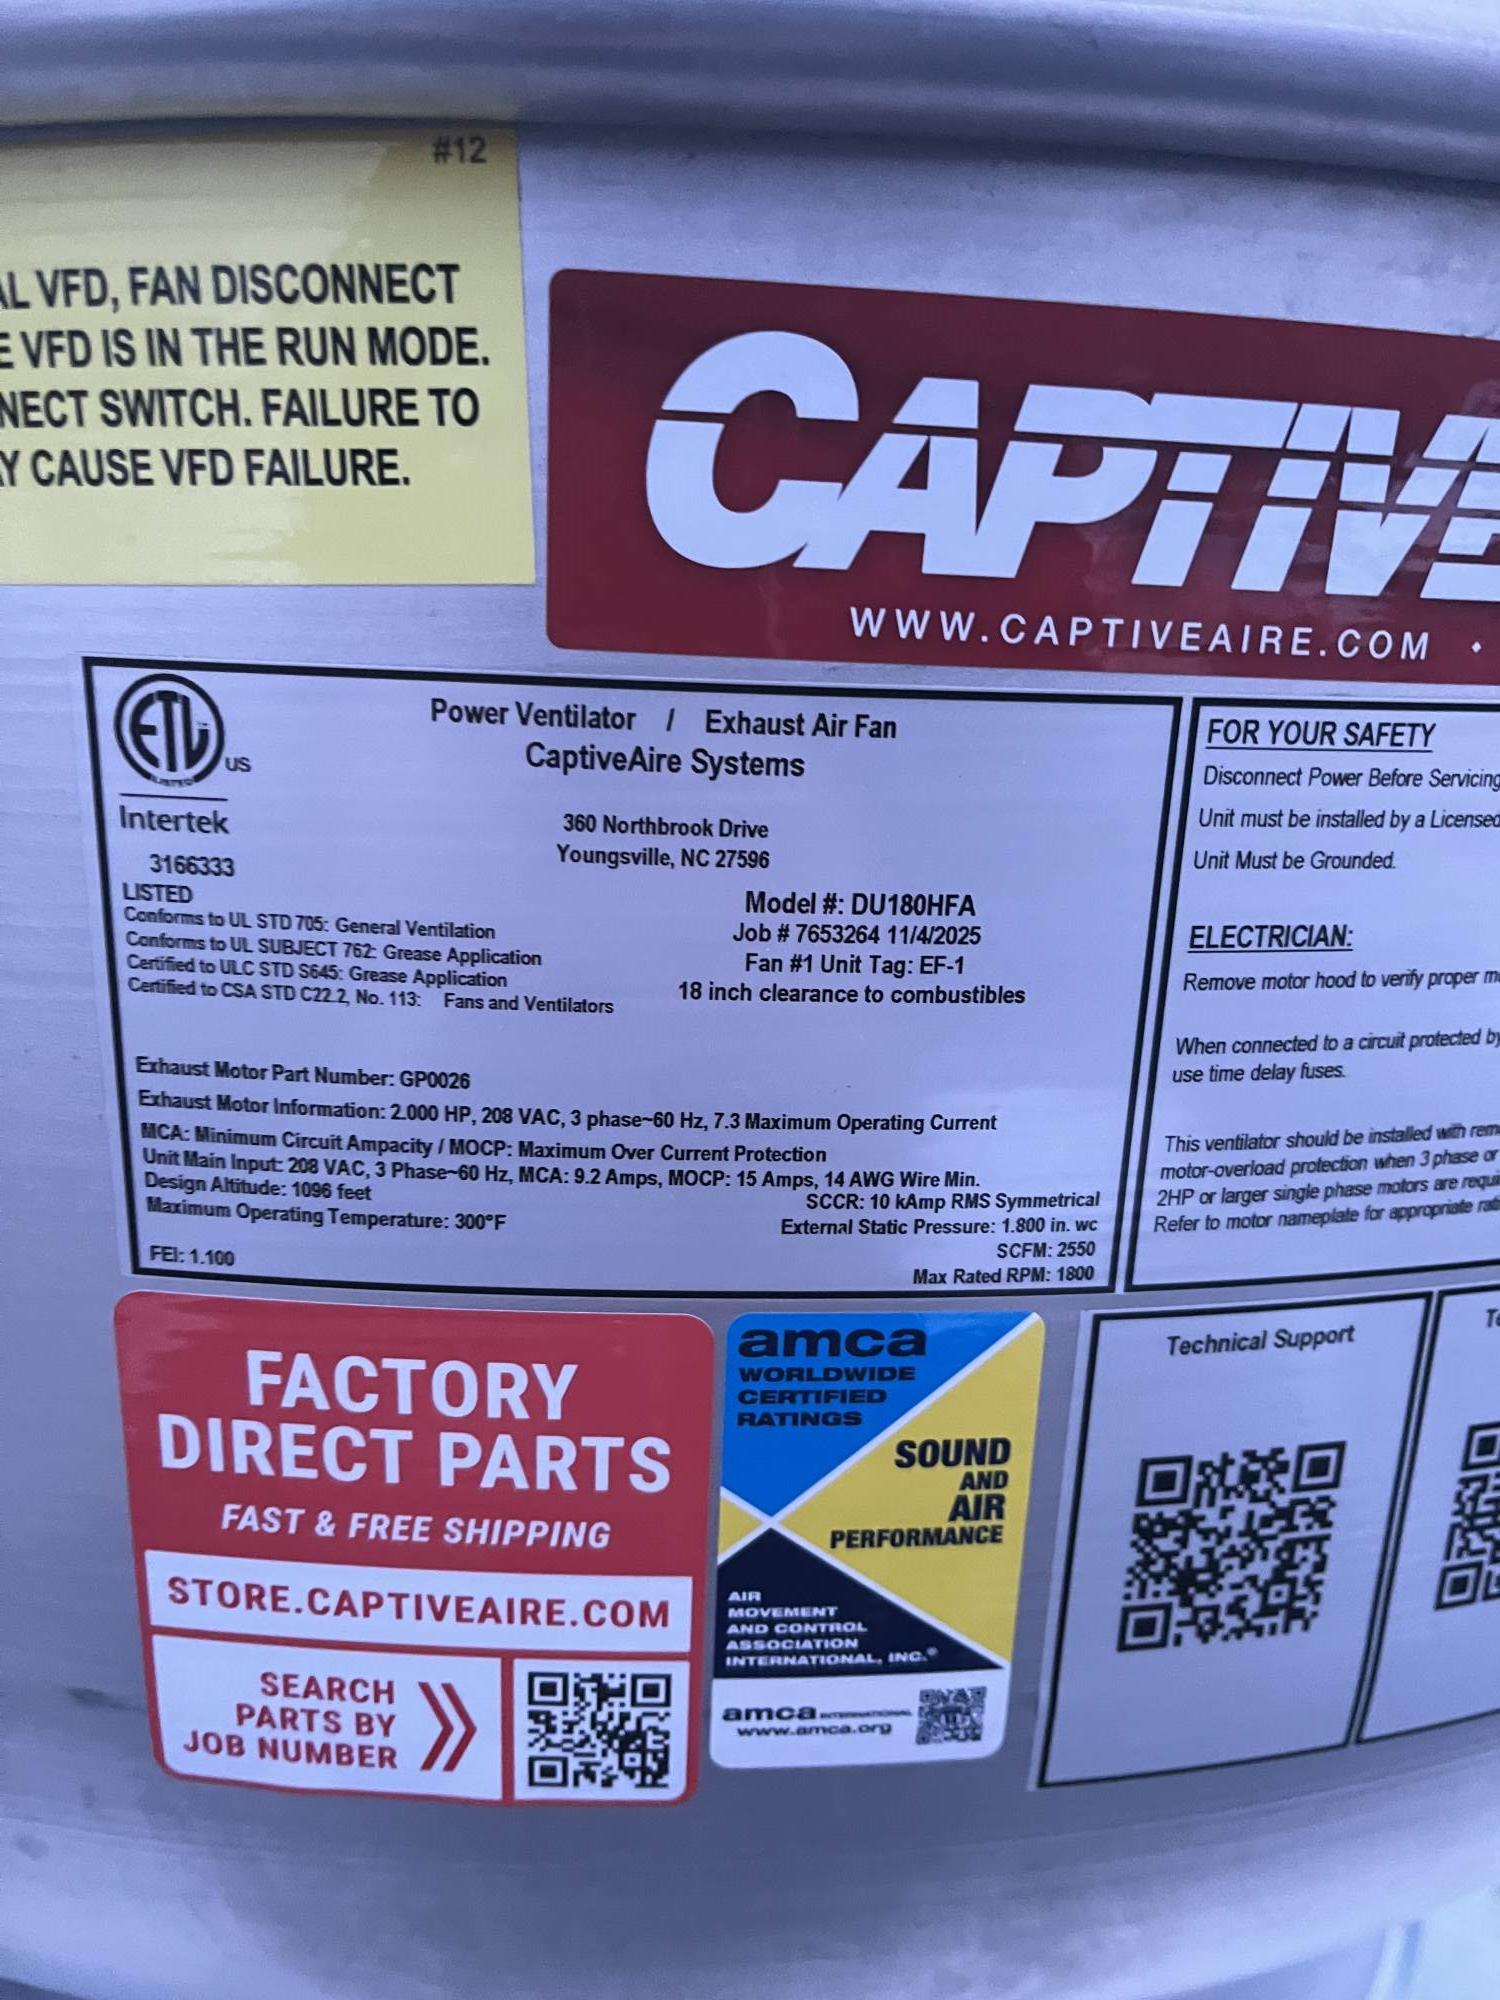 #12
AL VFD, FAN DISCONNECT
E VFD IS IN THE RUN MODE.
NECT SWITCH. FAILURE TO
Y CAUSE VFD FAILURE.
CAPTIVE
WWW.CAPTIVEAIRE.COM •
ETL
LISTED
US
Intertek
3166333
LISTED
Conforms to UL STD 705: General Ventilation
Conforms to UL SUBJECT 762: Grease Application
Certified to ULC STD S645: Grease Application
Certified to CSA STD C22.2, No. 113: Fans and Ventilators
Power Ventilator / Exhaust Air Fan
CaptiveAire Systems
360 Northbrook Drive
Youngsville, NC 27596
Model #: DU180HFA
Job # 7653264 11/4/2025
Fan #1 Unit Tag: EF-1
18 inch clearance to combustibles
Exhaust Motor Part Number: GP0026
Exhaust Motor Information: 2.000 HP, 208 VAC, 3 phase~60 Hz, 7.3 Maximum Operating Current
MCA: Minimum Circuit Ampacity / MOCP: Maximum Over Current Protection
Unit Main Input: 208 VAC, 3 Phase~60 Hz, MCA: 9.2 Amps, MOCP: 15 Amps, 14 AWG Wire Min.
Design Altitude: 1096 feet
Maximum Operating Temperature: 300°F
FEI: 1.100
SCCR: 10 kAmp RMS Symmetrical
External Static Pressure: 1.800 in. wc
SCFM: 2550
Max Rated RPM: 1800
FOR YOUR SAFETY
Disconnect Power Before Servicing
Unit must be installed by a Licensed
Unit Must be Grounded.
ELECTRICIAN:
Remove motor hood to verify proper
When connected to a circuit protected by
use time delay fuses.
This ventilator should be installed with
motor-overload protection when 3 phase or
2HP or larger single phase motors are
Refer to motor nameplate for appropriate
FACTORY
DIRECT PARTS
FAST & FREE SHIPPING
STORE.CAPTIVEAIRE.COM
SEARCH
PARTS BY
JOB NUMBER
amca
WORLDWIDE
CERTIFIED
RATINGS
SOUND
AND
AIR
PERFORMANCE
AIR
MOVEMENT
AND CONTROL
ASSOCIATION
INTERNATIONAL, INC.®
amca INTERNATIONAL
www.amca.org
Technical Support